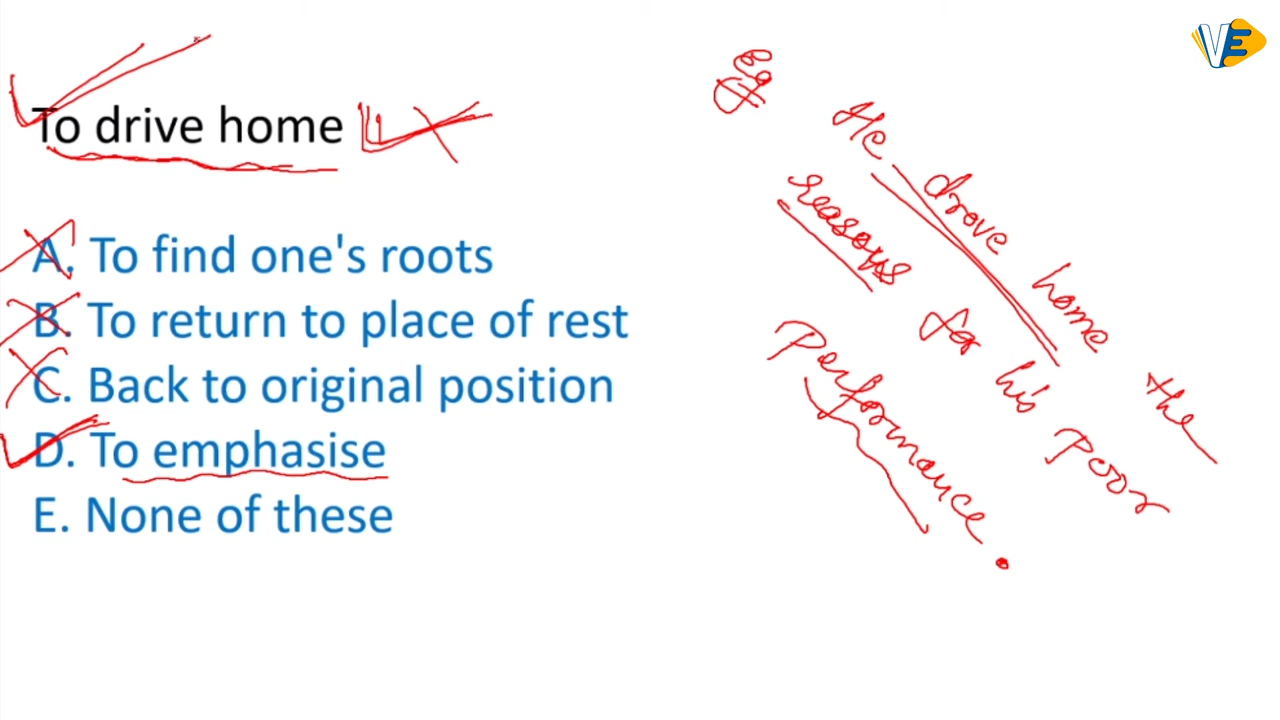 To drive home
A. To find one's roots
B. To return to place of rest
C. Back to original position
D. To emphasise
E. None of these
Eg He drove home the
reasons for his poor
Performance.
VE